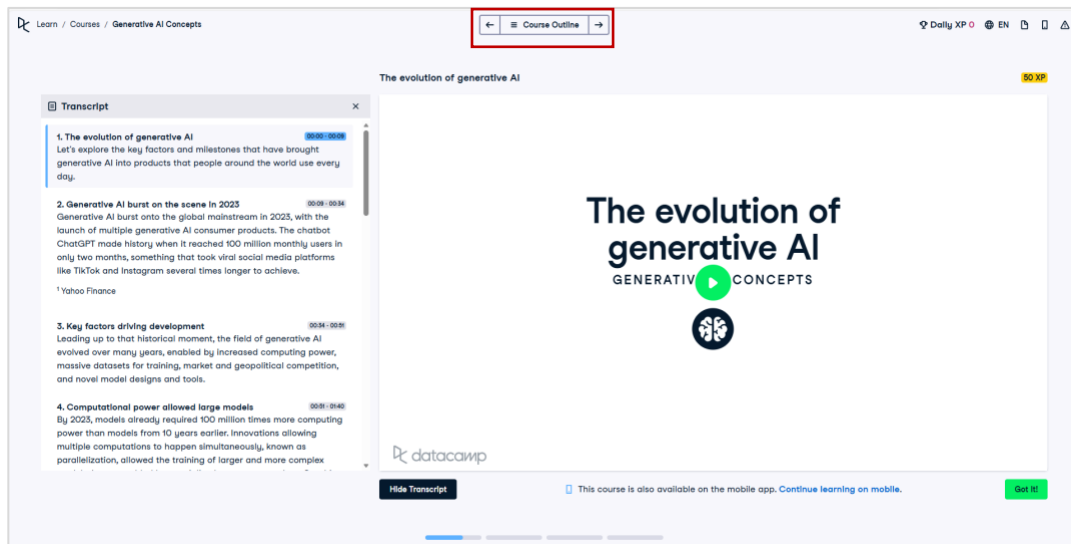 Learn / Courses / Generative AI Concepts
Course Outline
Daily XP 0
EN
The evolution of generative AI
50 XP
Transcript
1. The evolution of generative AI
00:00 - 00:09
Let's explore the key factors and milestones that have brought
generative AI into products that people around the world use every
day.
2. Generative AI burst on the scene in 2023
00:09 - 00:34
Generative AI burst onto the global mainstream in 2023, with the
launch of multiple generative AI consumer products. The chatbot
ChatGPT made history when it reached 100 million monthly users in
only two months, something that took viral social media platforms
like TikTok and Instagram several times longer to achieve.
1 Yahoo Finance
3. Key factors driving development
00:34 - 00:51
Leading up to that historical moment, the field of generative AI
evolved over many years, enabled by increased computing power,
massive datasets for training, market and geopolitical competition,
and novel model designs and tools.
4. Computational power allowed large models
00:51 - 01:40
By 2023, models already required 100 million times more computing
power than models from 10 years earlier. Innovations allowing
multiple computations to happen simultaneously, known as
parallelization, allowed the training of larger and more complex
The evolution of
generative AI
GENERATIV CONCEPTS
datacamp
Hide Transcript
This course is also available on the mobile app. Continue learning on mobile.
Got it!